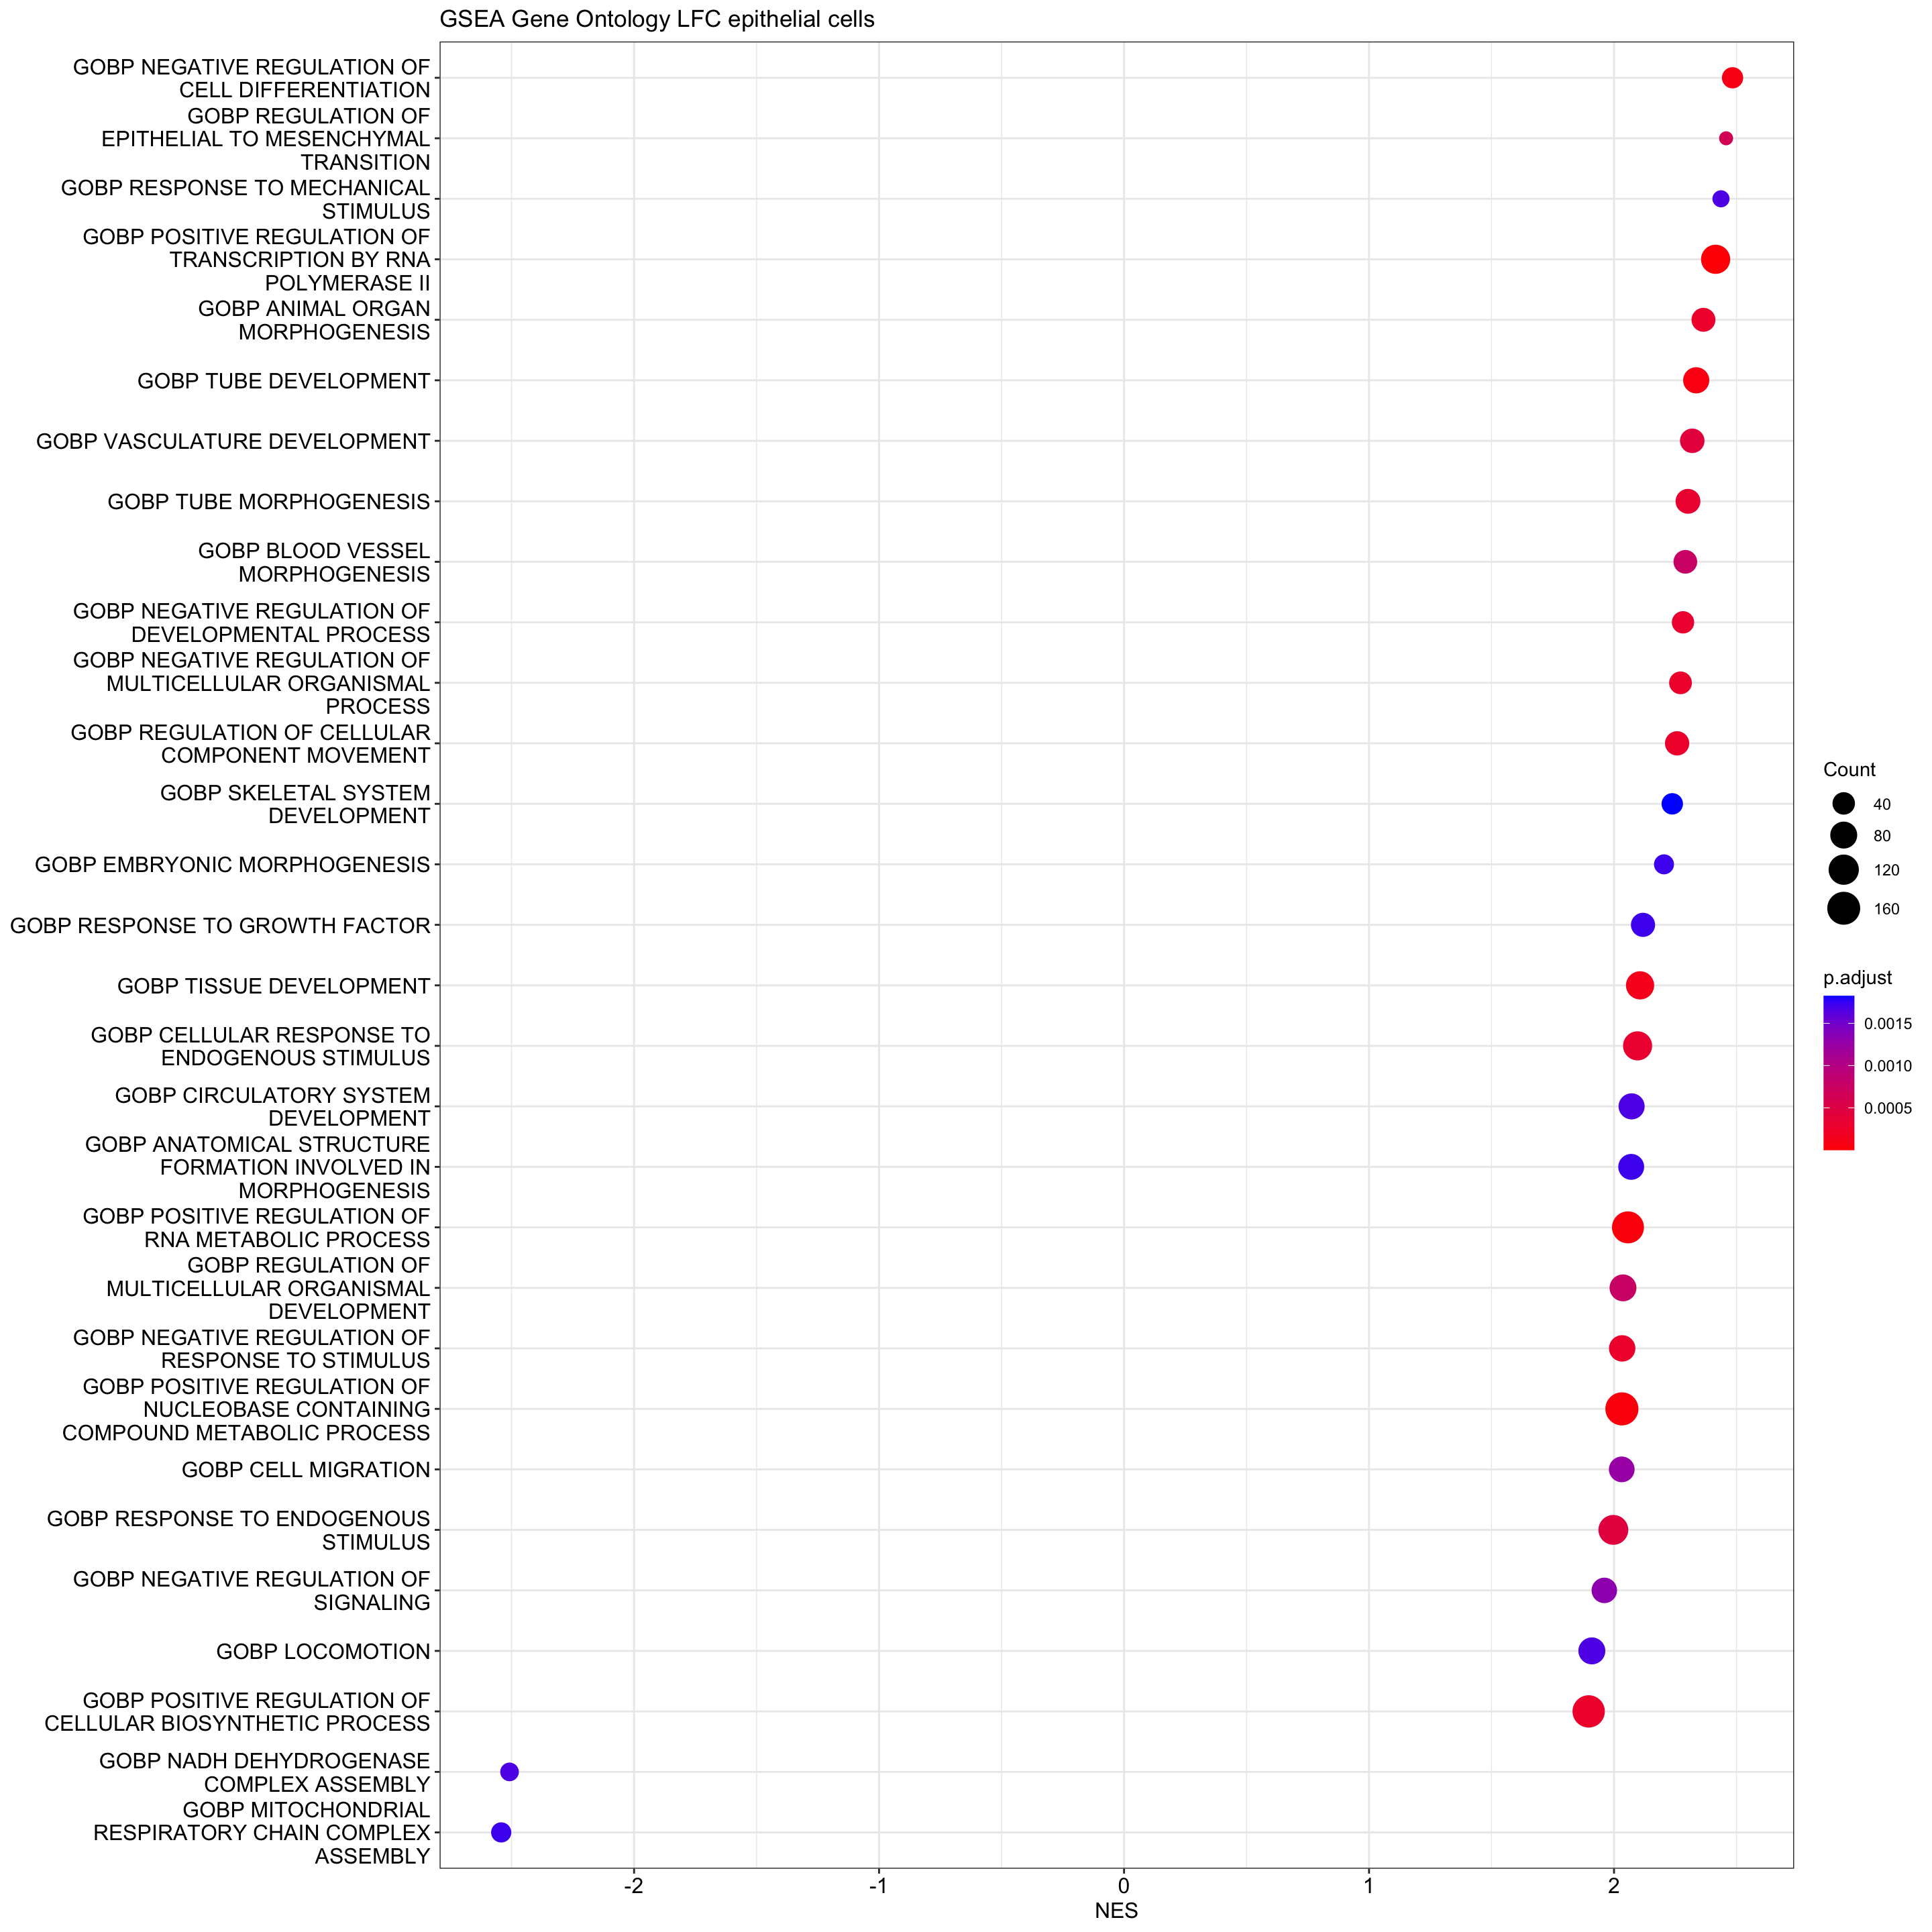 GSEA Gene Ontology LFC epithelial cells
GOBP NEGATIVE REGULATION OF
CELL DIFFERENTIATION
GOBP REGULATION OF
EPITHELIAL TO MESENCHYMAL
TRANSITION
GOBP RESPONSE TO MECHANICAL
STIMULUS
GOBP POSITIVE REGULATION OF
TRANSCRIPTION BY RNA
POLYMERASE II
GOBP ANIMAL ORGAN
MORPHOGENESIS
GOBP TUBE DEVELOPMENT
GOBP VASCULATURE DEVELOPMENT
GOBP TUBE MORPHOGENESIS
GOBP BLOOD VESSEL
MORPHOGENESIS
GOBP NEGATIVE REGULATION OF
DEVELOPMENTAL PROCESS
GOBP NEGATIVE REGULATION OF
MULTICELLULAR ORGANISMAL
PROCESS
GOBP REGULATION OF CELLULAR
COMPONENT MOVEMENT
GOBP SKELETAL SYSTEM
DEVELOPMENT
GOBP EMBRYONIC MORPHOGENESIS
GOBP RESPONSE TO GROWTH FACTOR
GOBP TISSUE DEVELOPMENT
GOBP CELLULAR RESPONSE TO
ENDOGENOUS STIMULUS
GOBP CIRCULATORY SYSTEM
DEVELOPMENT
GOBP ANATOMICAL STRUCTURE
FORMATION INVOLVED IN
MORPHOGENESIS
GOBP POSITIVE REGULATION OF
RNA METABOLIC PROCESS
GOBP REGULATION OF
MULTICELLULAR ORGANISMAL
DEVELOPMENT
GOBP NEGATIVE REGULATION OF
RESPONSE TO STIMULUS
GOBP POSITIVE REGULATION OF
NUCLEOBASE CONTAINING
COMPOUND METABOLIC PROCESS
GOBP CELL MIGRATION
GOBP RESPONSE TO ENDOGENOUS
STIMULUS
GOBP NEGATIVE REGULATION OF
SIGNALING
GOBP LOCOMOTION
GOBP POSITIVE REGULATION OF
CELLULAR BIOSYNTHETIC PROCESS
GOBP NADH DEHYDROGENASE
COMPLEX ASSEMBLY
GOBP MITOCHONDRIAL
RESPIRATORY CHAIN COMPLEX
ASSEMBLY
-2 -1 0 1 2
NES
Count
40
80
120
160
p.adjust
0.0015
0.0010
0.0005